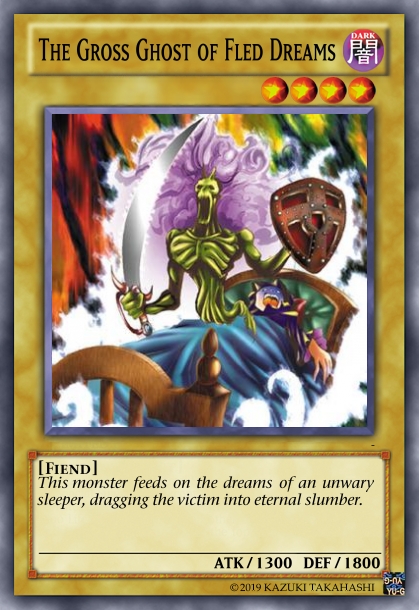 The Gross Ghost of Fled Dreams
DARK
闇
[Fiend]
This monster feeds on the dreams of an unwary
sleeper, dragging the victim into eternal slumber.
ATK / 1300 DEF / 1800
©2019 KAZUKI TAKAHASHI